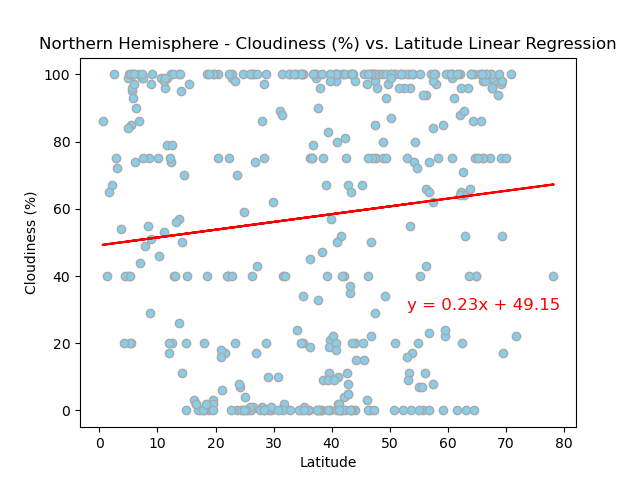 Northern Hemisphere - Cloudiness (%) vs. Latitude Linear Regression
100
80
60
40
20
0
Cloudiness (%)
y = 0.23x + 49.15
0 10 20 30 40 50 60 70 80
Latitude